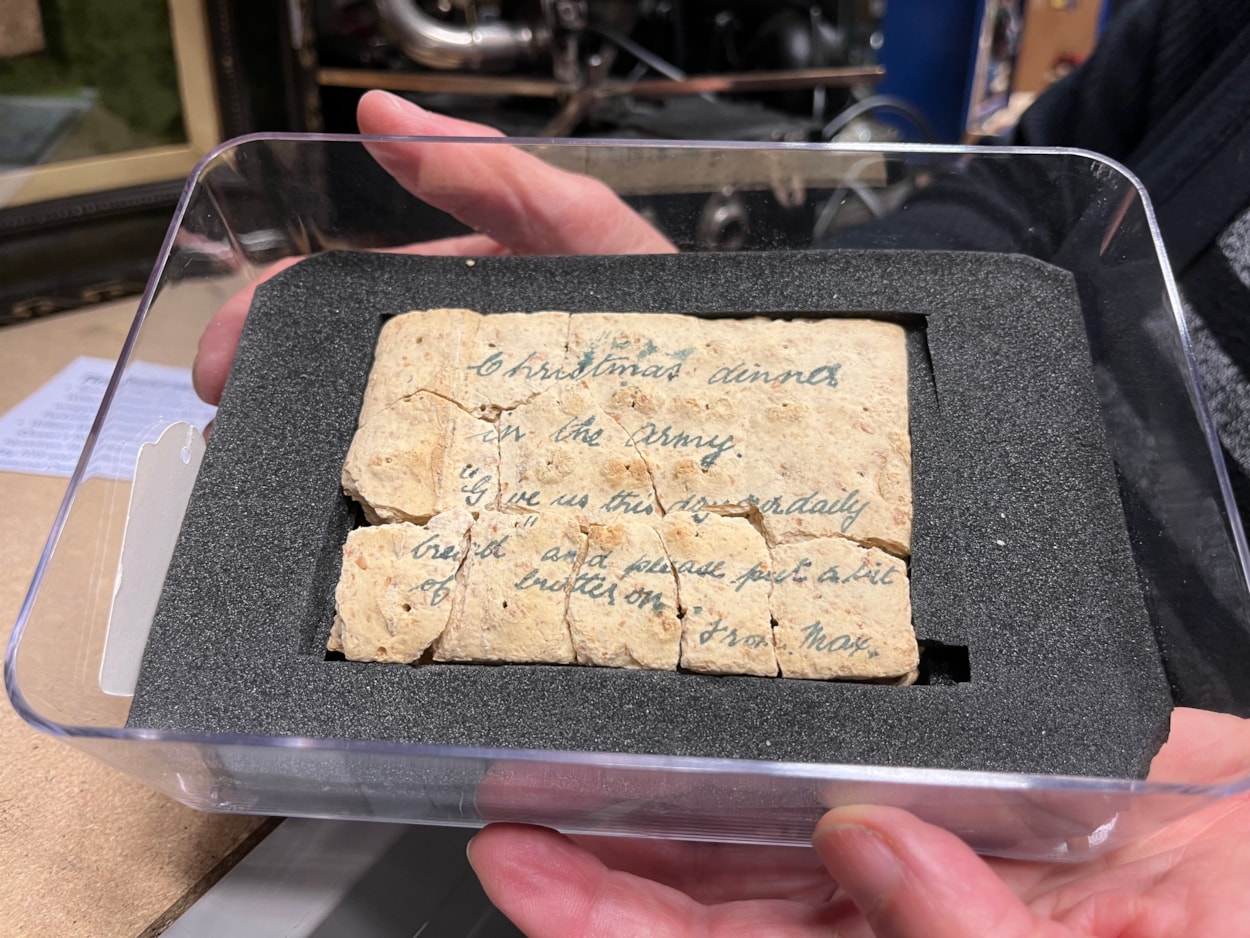 Christmas dinner
in the Army.
"Give us this day our daily
bread" and please put a bit
of butter on.
From Max.